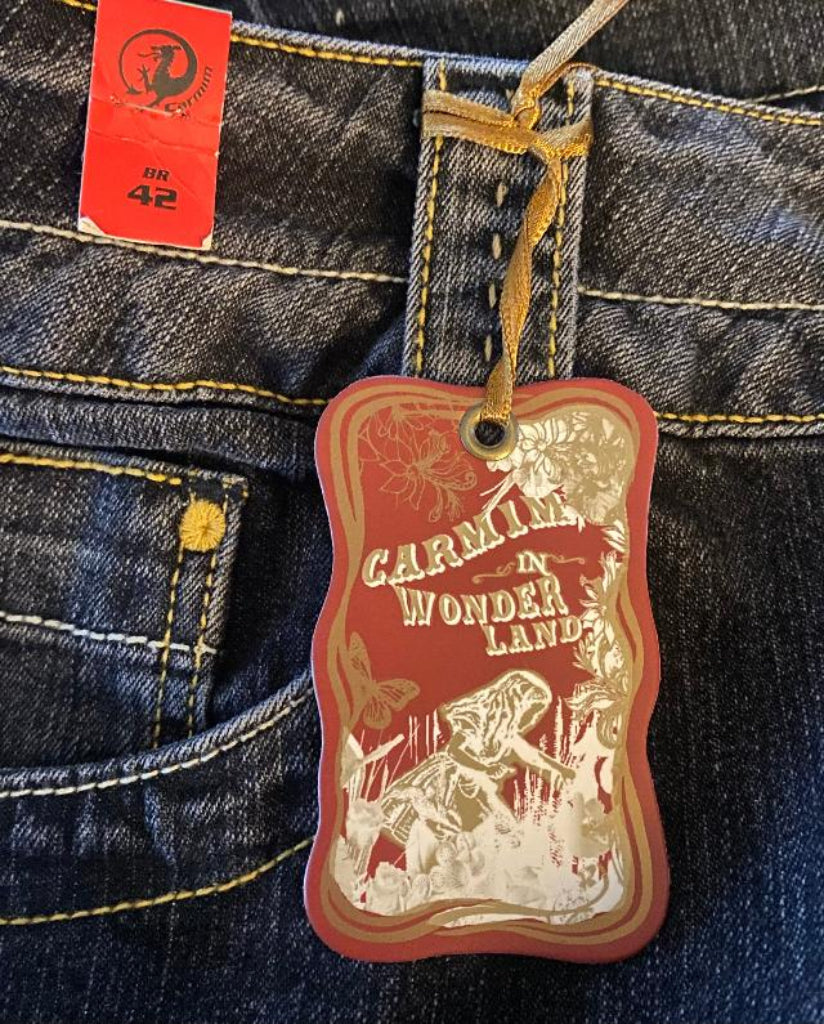 Carmim
BR
42
CARMIM
IN
WONDER
LAND